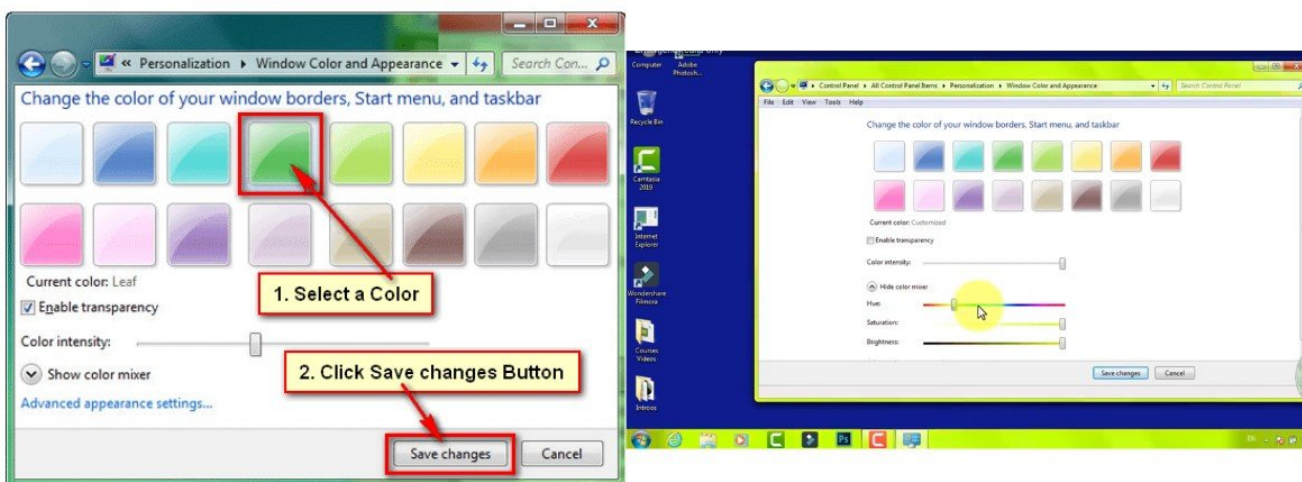 « Personalization ▸ Window Color and Appearance
Search Con...
Change the color of your window borders, Start menu, and taskbar
1. Select a Color
Current color: Leaf
Enable transparency
Color intensity:
2. Click Save changes Button
Show color mixer
Advanced appearance settings...
Save changes
Cancel
Computer
Adobe Photosh...
Recycle Bin
Camtasia
2019
Internet
Explorer
Wondershare
Filmora
Courses
Videos
Introos
Control Panel ▸ All Control Panel Items ▸ Personalization ▸ Window Color and Appearance
Search Control Panel
File Edit View Tools Help
Change the color of your window borders, Start menu, and taskbar
Current color: Customized
Enable transparency
Color intensity:
Hide color mixer
Hue:
Saturation:
Brightness:
Save changes
Cancel
Ps
EN